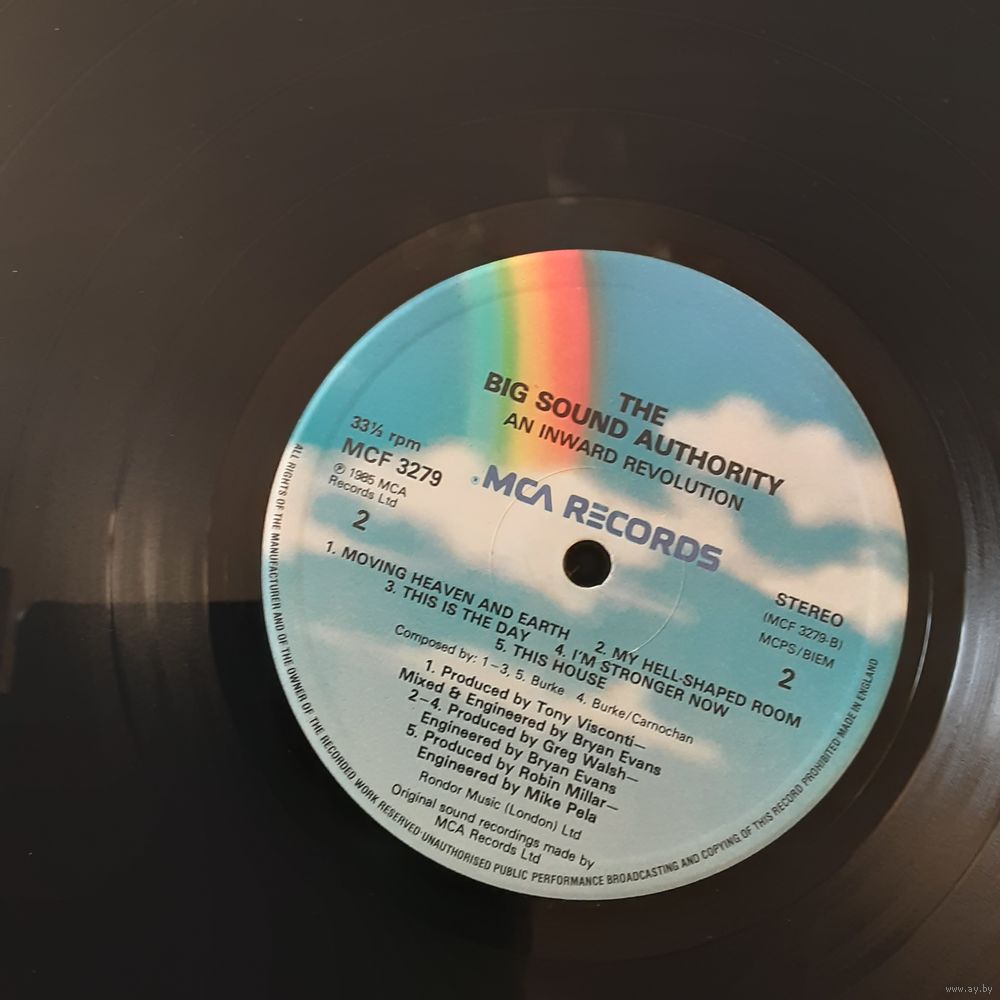 THE
BIG SOUND AUTHORITY
AN INWARD REVOLUTION
MCA RECORDS
33⅓ rpm
MCF 3279
℗ 1985 MCA
Records Ltd
2
STEREO
(MCF 3279-B)
MCPS/BIEM
2
1. MOVING HEAVEN AND EARTH 2. MY HELL-SHAPED ROOM
3. THIS IS THE DAY 4. I'M STRONGER NOW
5. THIS HOUSE
Composed by: 1–3, 5. Burke 4. Burke/Carnochan
1. Produced by Tony Visconti—
Mixed & Engineered by Bryan Evans
2–4. Produced by Greg Walsh—
Engineered by Bryan Evans
5. Produced by Robin Millar—
Engineered by Mike Pela
Rondor Music (London) Ltd
Original sound recordings made by
MCA Records Ltd
ALL RIGHTS OF THE MANUFACTURER AND OF THE OWNER OF THE RECORDED WORK RESERVED·UNAUTHORISED PUBLIC PERFORMANCE BROADCASTING AND COPYING OF THIS RECORD PROHIBITED MADE IN ENGLAND
www.ay.by